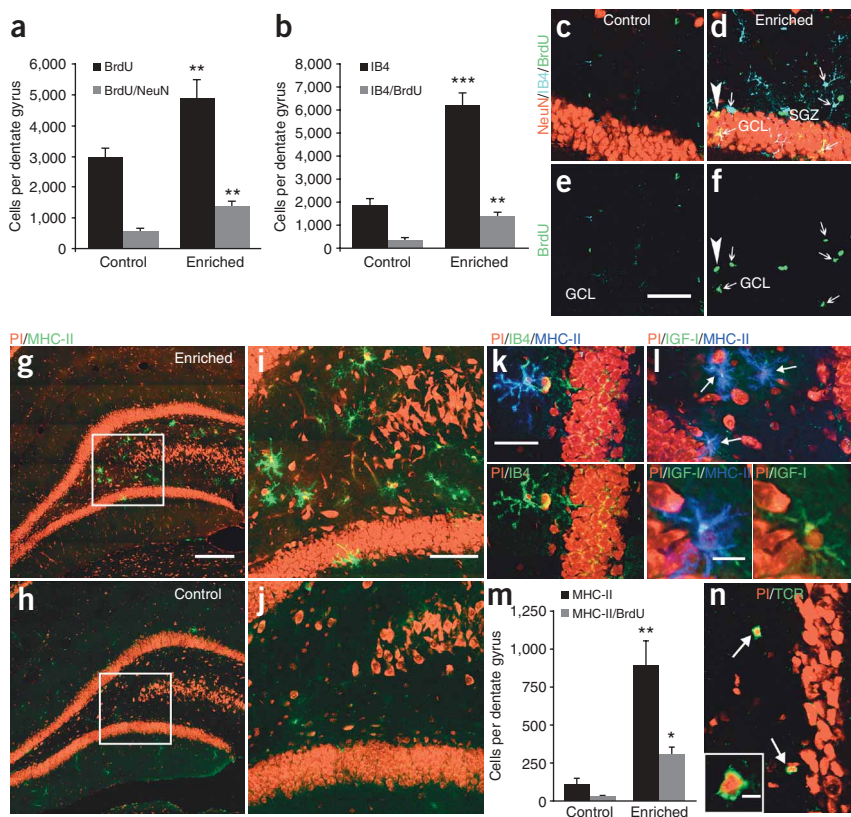 a
BrdU
BrdU/NeuN
Cells per dentate gyrus
6,000
5,000
4,000
3,000
2,000
1,000
0
**
**
Control
Enriched
b
IB4
IB4/BrdU
Cells per dentate gyrus
8,000
7,000
6,000
5,000
4,000
3,000
2,000
1,000
0
***
**
Control
Enriched
NeuN/IB4/BrdU
c
Control
d
Enriched
SGZ
GCL
BrdU
e
GCL
f
GCL
PI/MHC-II
g
Enriched
i
h
Control
j
PI/IB4/MHC-II
k
PI/IB4
PI/IGF-I/MHC-II
l
PI/IGF-I/MHC-II
PI/IGF-I
m
MHC-II
MHC-II/BrdU
Cells per dentate gyrus
1,250
1,000
750
500
250
0
**
*
Control
Enriched
n
PI/TCR